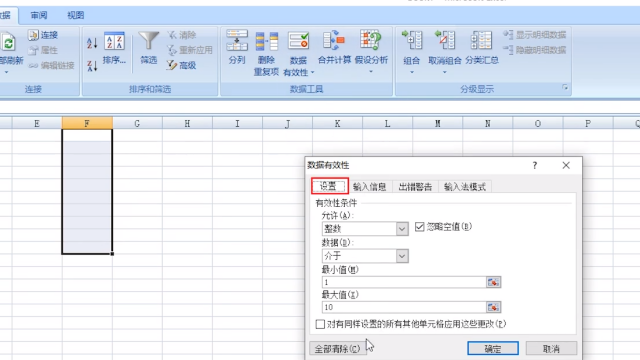 数据 审阅 视图
连接 属性 编辑链接
全部刷新
排序... 筛选 清除 重新应用 高级
分列 删除重复项 数据有效性 合并计算 假设分析
组合 取消组合 分类汇总 显示明细数据 隐藏明细数据
连接 排序和筛选 数据工具 分级显示
E F G H I J K L M N O P Q
数据有效性 ? ×
设置 输入信息 出错警告 输入法模式
有效性条件
允许(A):
整数 忽略空值(B)
数据(D):
介于
最小值(M)
1
最大值(X)
10
对有同样设置的所有其他单元格应用这些更改(P)
全部清除(C) 确定 取消